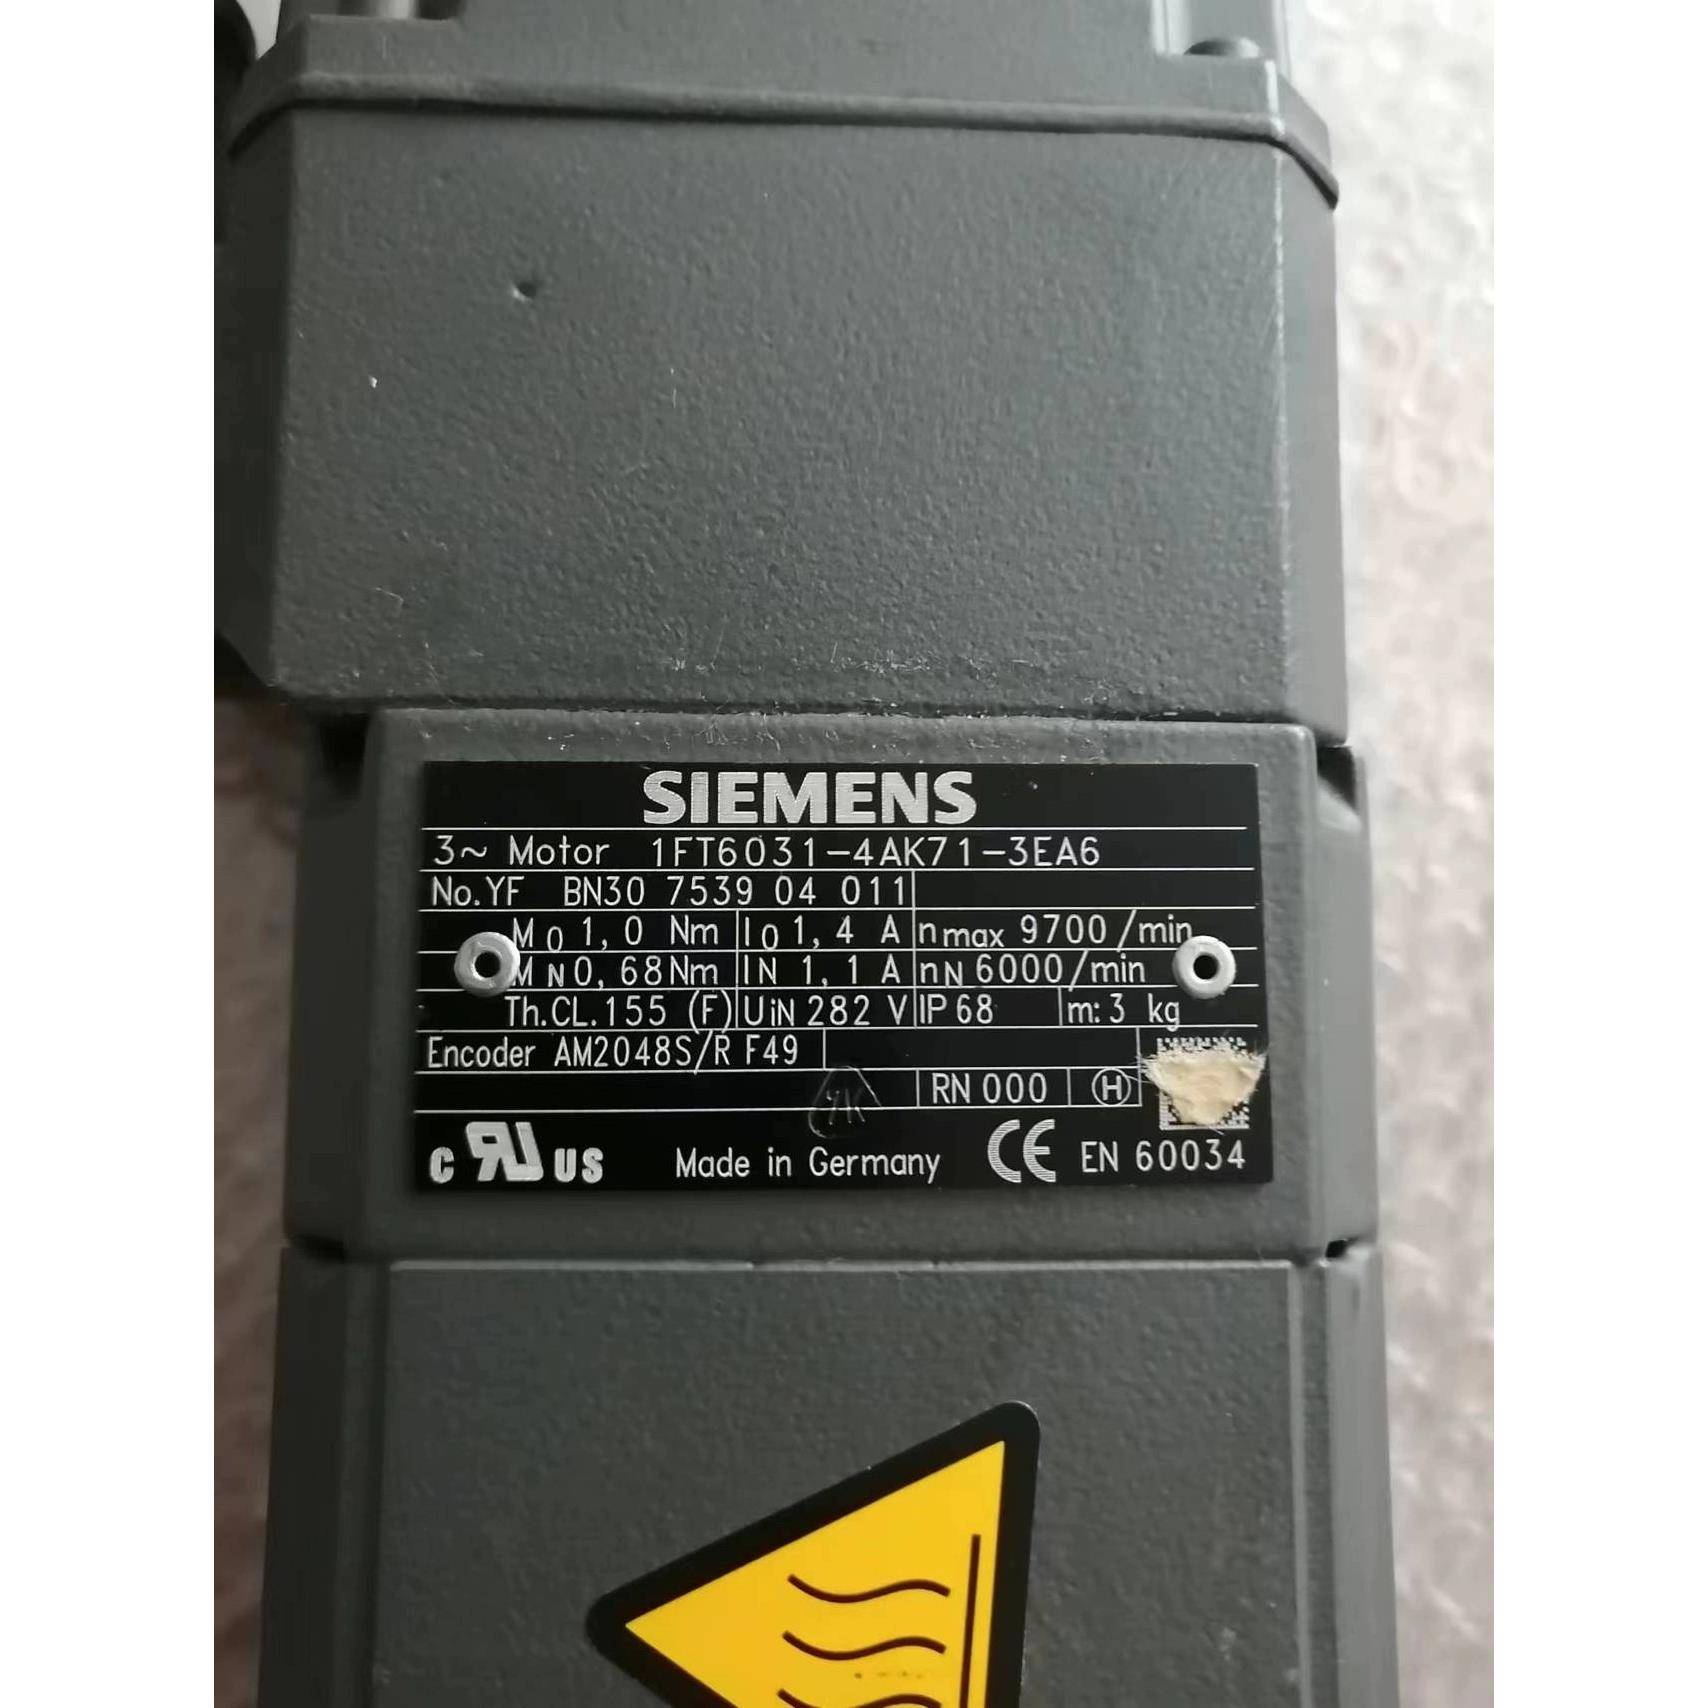 SIEMENS
3~ Motor 1FT6031-4AK71-3EA6
No.YF BN30 7539 04 011
M0 1,0 Nm I0 1,4 A nmax 9700/min
MN 0,68Nm IN 1,1 A nN 6000/min
Th.CL.155 (F) UiN 282 V IP68 m: 3 kg
Encoder AM2048S/R F49
RN 000 H
c RU US Made in Germany CE EN 60034